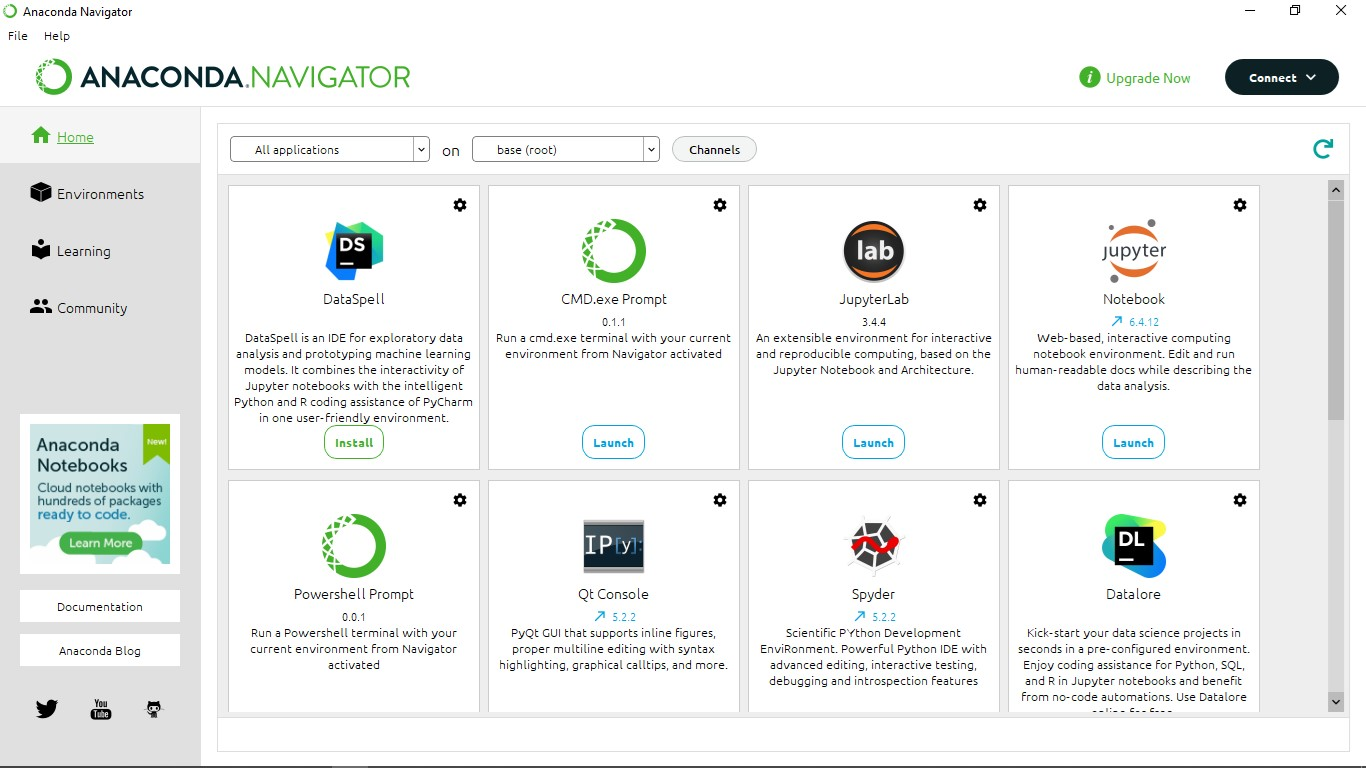 Anaconda Navigator
File Help
ANACONDA.NAVIGATOR
Upgrade Now
Connect
Home
Environments
Learning
Community
Anaconda
Notebooks
New!
Cloud notebooks with
hundreds of packages
ready to code.
Learn More
Documentation
Anaconda Blog
You
Tube
All applications
on
base (root)
Channels
DS
DataSpell
DataSpell is an IDE for exploratory data
analysis and prototyping machine learning
models. It combines the interactivity of
Jupyter notebooks with the intelligent
Python and R coding assistance of PyCharm
in one user-friendly environment.
Install
CMD.exe Prompt
0.1.1
Run a cmd.exe terminal with your current
environment from Navigator activated
Launch
lab
JupyterLab
3.4.4
An extensible environment for interactive
and reproducible computing, based on the
Jupyter Notebook and Architecture.
Launch
jupyter
Notebook
6.4.12
Web-based, interactive computing
notebook environment. Edit and run
human-readable docs while describing the
data analysis.
Launch
Powershell Prompt
0.0.1
Run a Powershell terminal with your
current environment from Navigator
activated
IP[y]:
Qt Console
5.2.2
PyQt GUI that supports inline figures,
proper multiline editing with syntax
highlighting, graphical calltips, and more.
Spyder
5.2.2
Scientific PYthon Development
EnviRonment. Powerful Python IDE with
advanced editing, interactive testing,
debugging and introspection features
DL
Datalore
Kick-start your data science projects in
seconds in a pre-configured environment.
Enjoy coding assistance for Python, SQL,
and R in Jupyter notebooks and benefit
from no-code automations. Use Datalore
online for free.